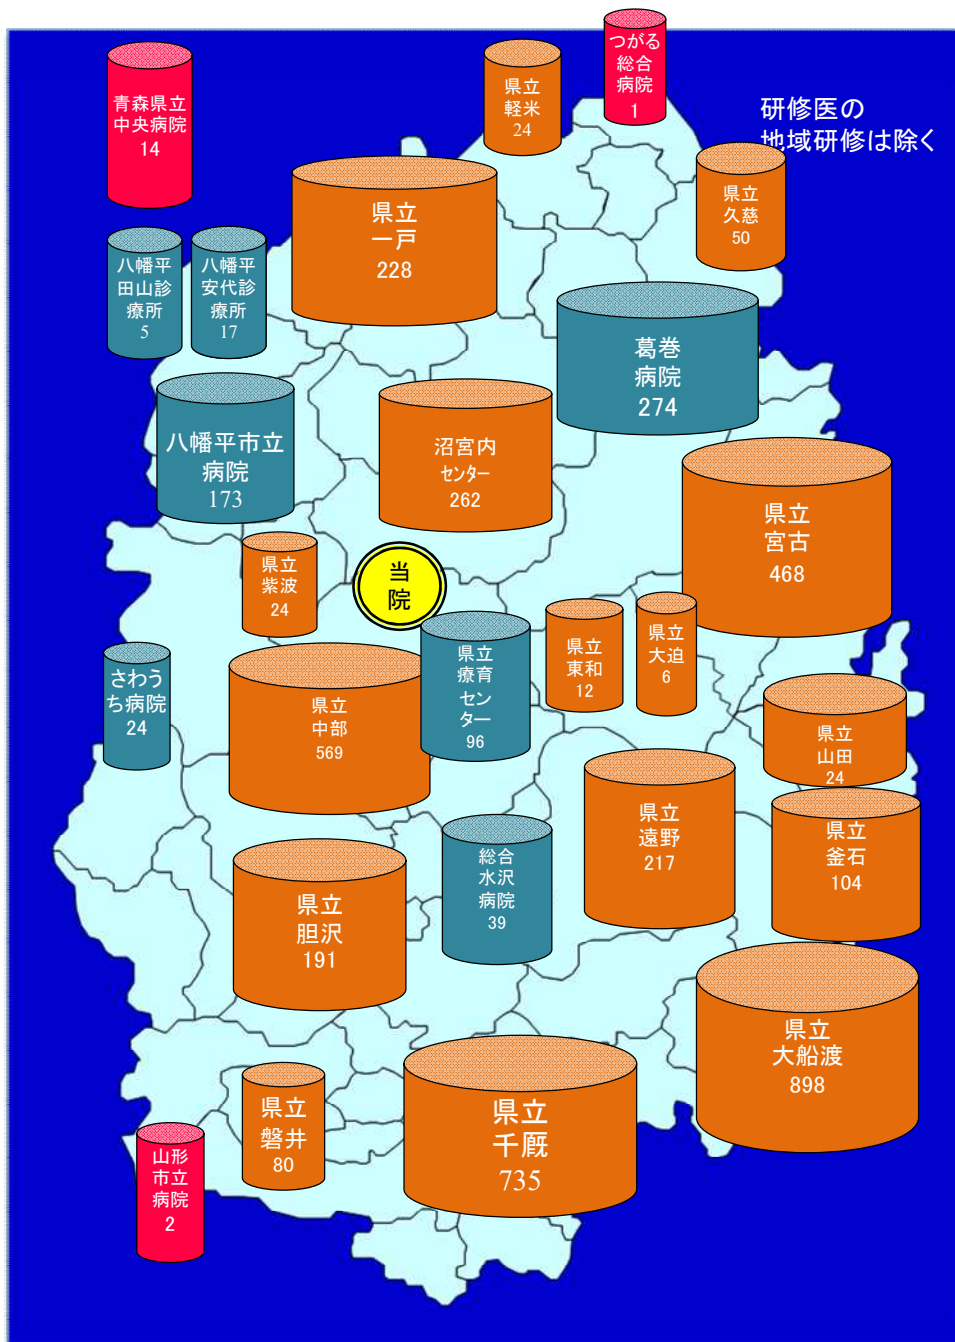 つがる
総合
病院
1
県立
軽米
24
青森県立
中央病院
14
研修医の
地域研修は除く
県立
久慈
50
県立
一戸
228
八幡平
田山診
療所
5
八幡平
安代診
療所
17
葛巻
病院
274
八幡平市立
病院
173
沼宮内
センター
262
県立
宮古
468
県立
紫波
24
当
院
県立
療育
セン
ター
96
県立
東和
12
県立
大迫
6
さわう
ち病院
24
県立
中部
569
県立
山田
24
県立
遠野
217
県立
釜石
104
総合
水沢
病院
39
県立
胆沢
191
県立
大船渡
898
県立
磐井
80
県立
千厩
735
山形
市立
病院
2